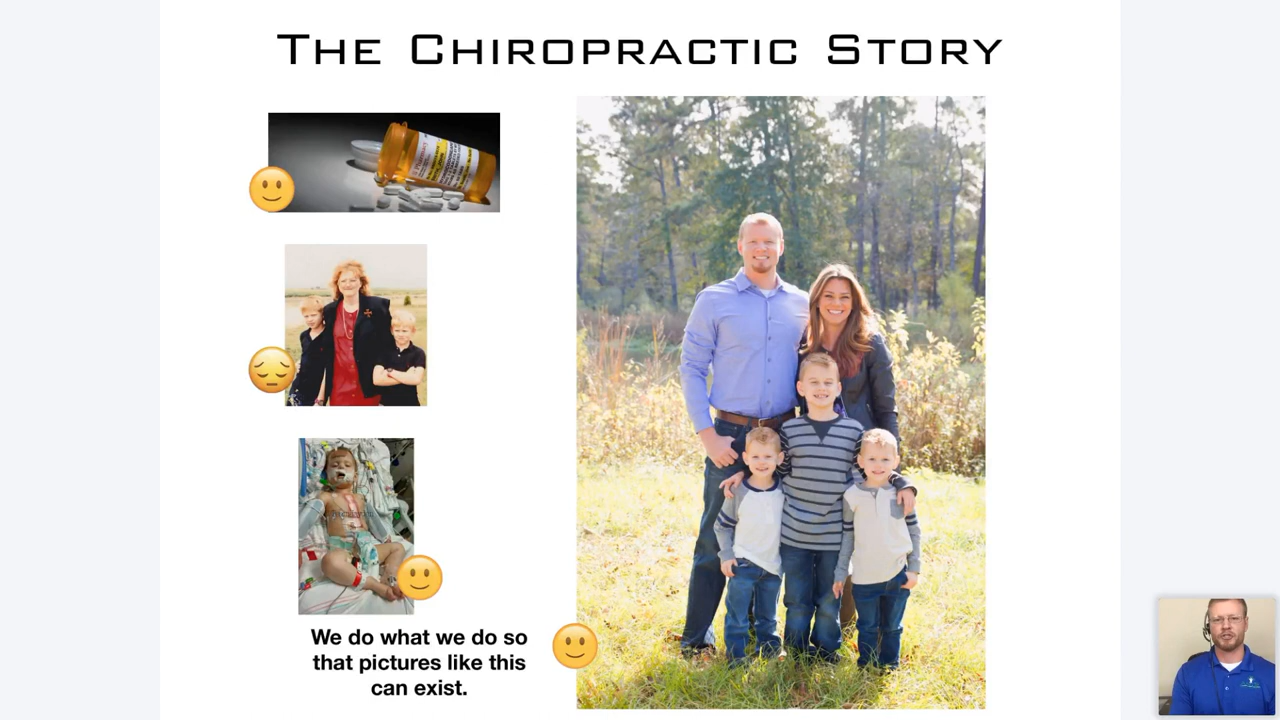 The Chiropractic Story
We do what we do so
that pictures like this
can exist.